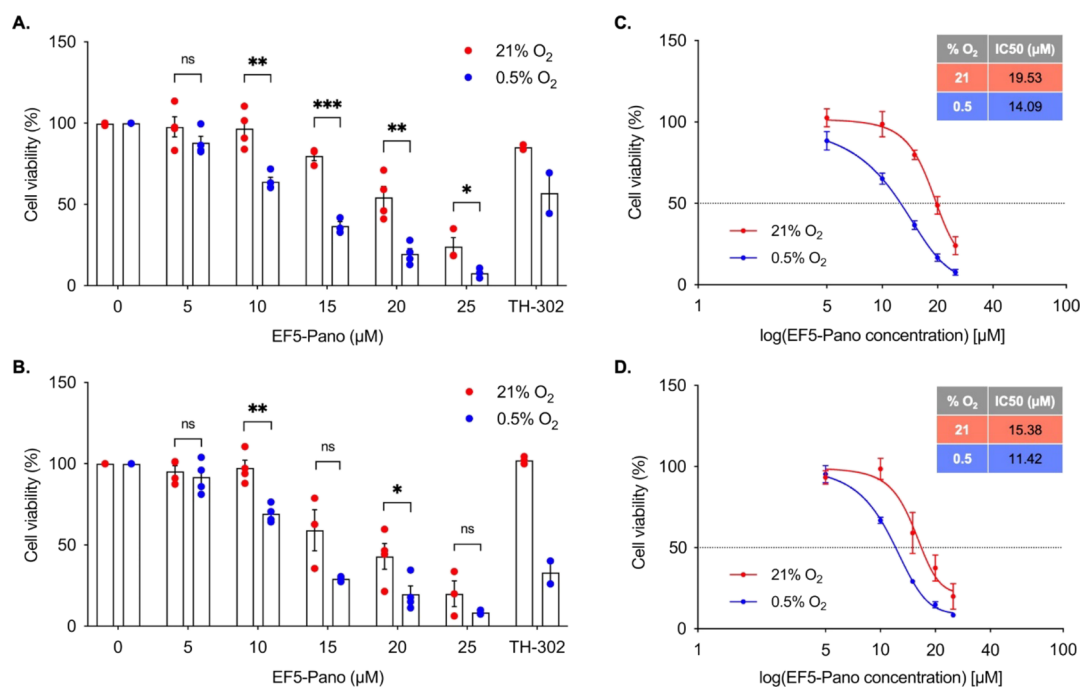 A.
150
100
50
0
Cell viability (%)
21% O2
0.5% O2
ns
**
***
**
*
0 5 10 15 20 25 TH-302
EF5-Pano (µM)
C.
150
100
50
0
Cell viability (%)
% O2 IC50 (µM)
21 19.53
0.5 14.09
21% O2
0.5% O2
1 5 10 20 40 100
log(EF5-Pano concentration) [µM]
B.
150
100
50
0
Cell viability (%)
21% O2
0.5% O2
ns
**
ns
*
ns
0 5 10 15 20 25 TH-302
EF5-Pano (µM)
D.
150
100
50
0
Cell viability (%)
% O2 IC50 (µM)
21 15.38
0.5 11.42
21% O2
0.5% O2
1 5 10 20 40 100
log(EF5-Pano concentration) [µM]